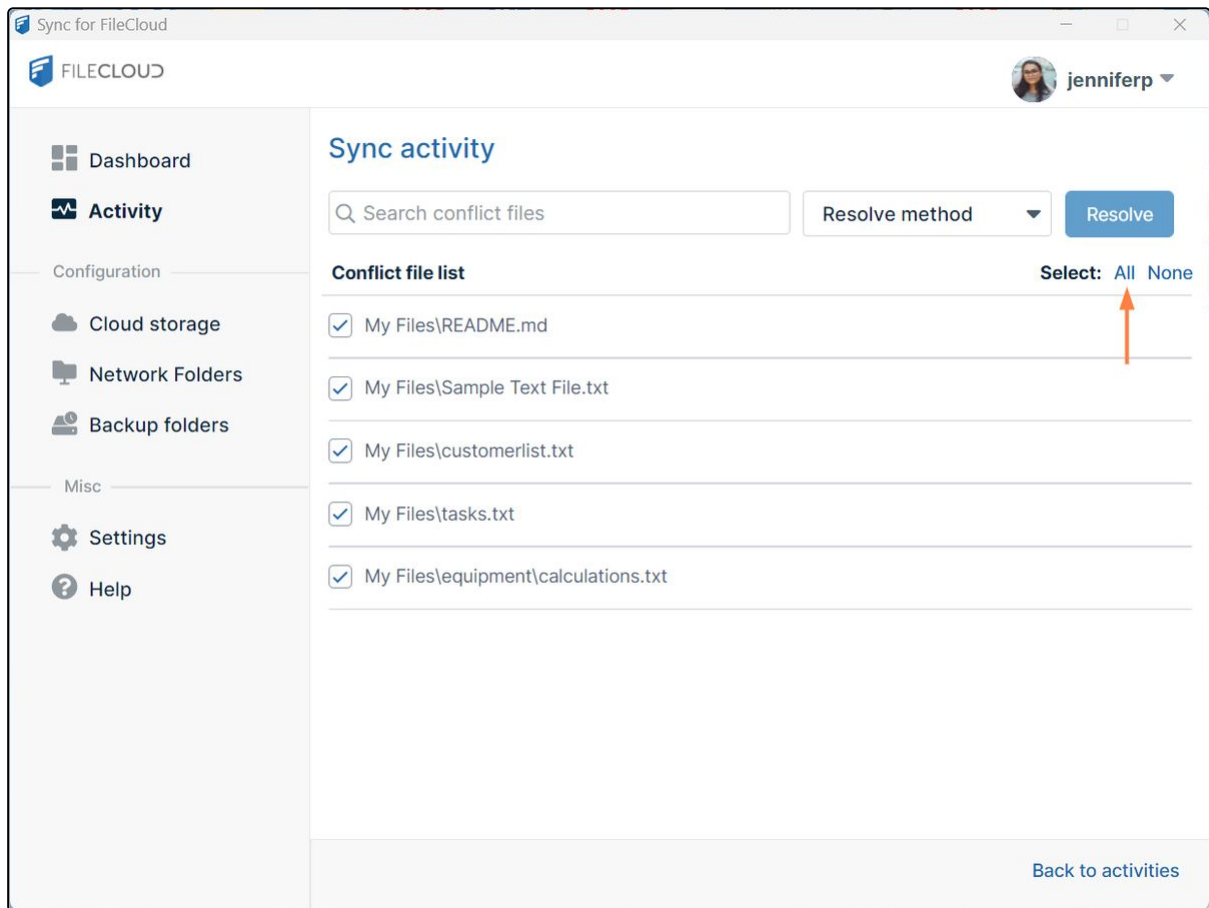 Sync for FileCloud
FILECLOUD
jenniferp
Dashboard
Activity
Configuration
Cloud storage
Network Folders
Backup folders
Misc
Settings
Help
Sync activity
Search conflict files
Resolve method
Resolve
Conflict file list
Select: All None
My Files\README.md
My Files\Sample Text File.txt
My Files\customerlist.txt
My Files\tasks.txt
My Files\equipment\calculations.txt
Back to activities